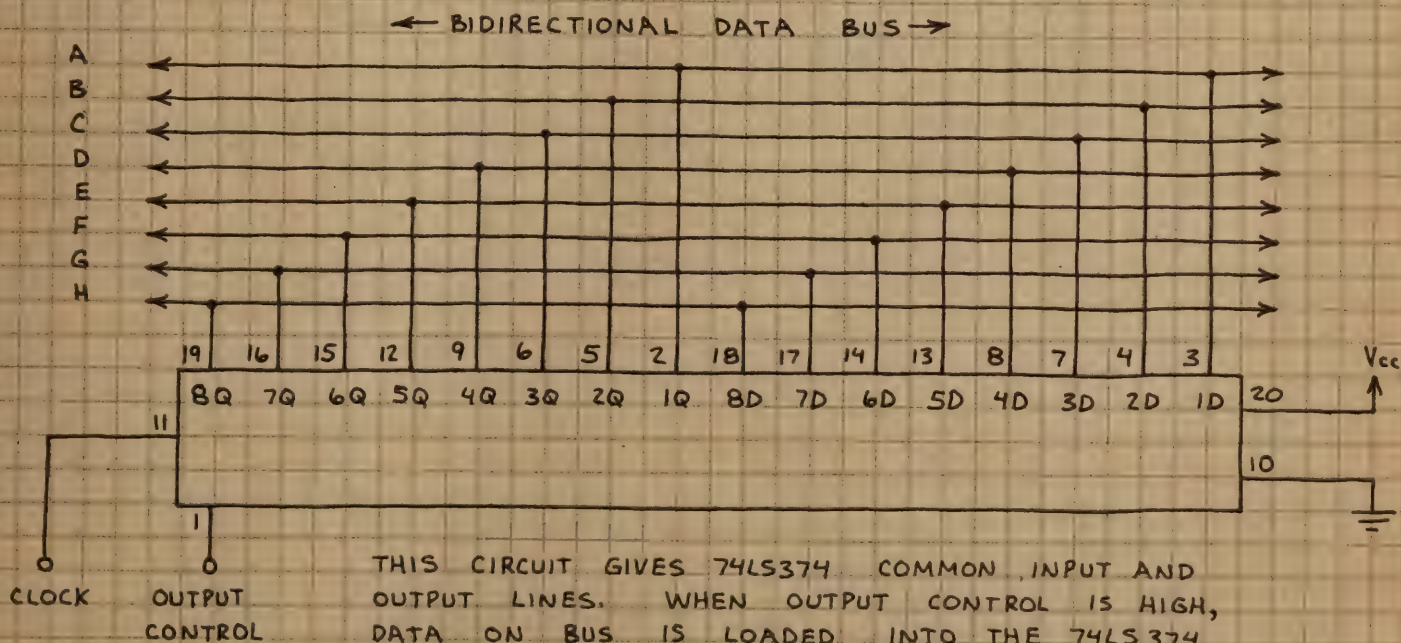 ← BIDIRECTIONAL DATA BUS →
A
B
C
D
E
F
G
H
19 16 15 12 9 6 5 2 18 17 14 13 8 7 4 3
Vcc
8Q 7Q 6Q 5Q 4Q 3Q 2Q 1Q 8D 7D 6D 5D 4D 3D 2D 1D
20
11
10
1
CLOCK
OUTPUT
CONTROL
THIS CIRCUIT GIVES 74LS374 COMMON INPUT AND
OUTPUT LINES. WHEN OUTPUT CONTROL IS HIGH,
DATA ON BUS IS LOADED INTO THE 74LS374